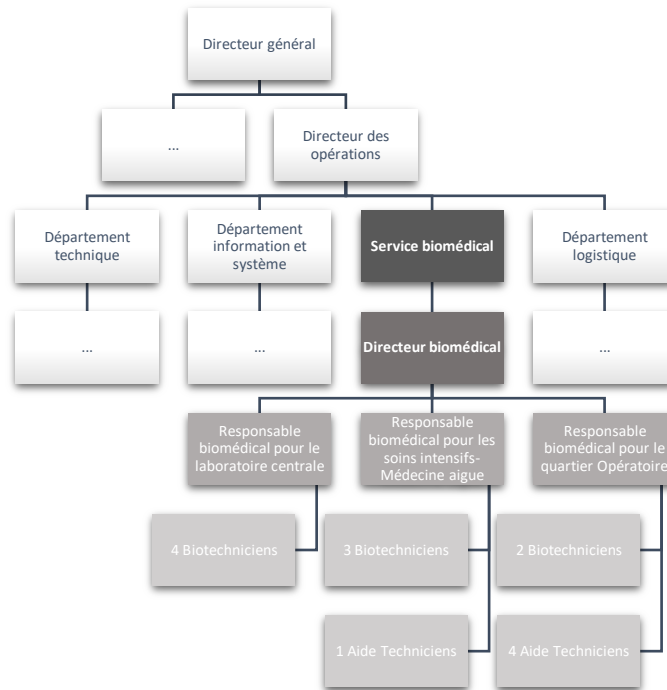 Directeur général
...
Directeur des
opérations
Département
technique
Département
information et
système
Service biomédical
Département
logistique
...
...
Directeur biomédical
...
Responsable
biomédical pour le
laboratoire centrale
Responsable
biomédical pour les
soins intensifs-
Médecine aigue
Responsable
biomédical pour le
quartier Opératoire
4 Biotechniciens
3 Biotechniciens
2 Biotechniciens
1 Aide Techniciens
4 Aide Techniciens